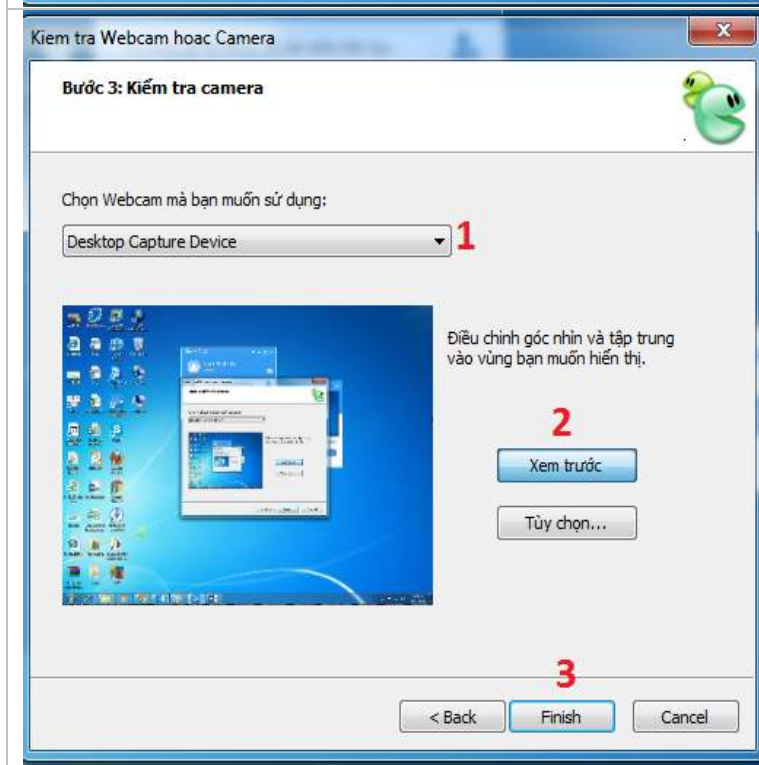 Kiem tra Webcam hoac Camera
Bước 3: Kiểm tra camera
Chọn Webcam mà bạn muốn sử dụng:
Desktop Capture Device
1
Điều chỉnh góc nhìn và tập trung
vào vùng bạn muốn hiển thị.
2
Xem trước
Tùy chọn...
3
< Back
Finish
Cancel